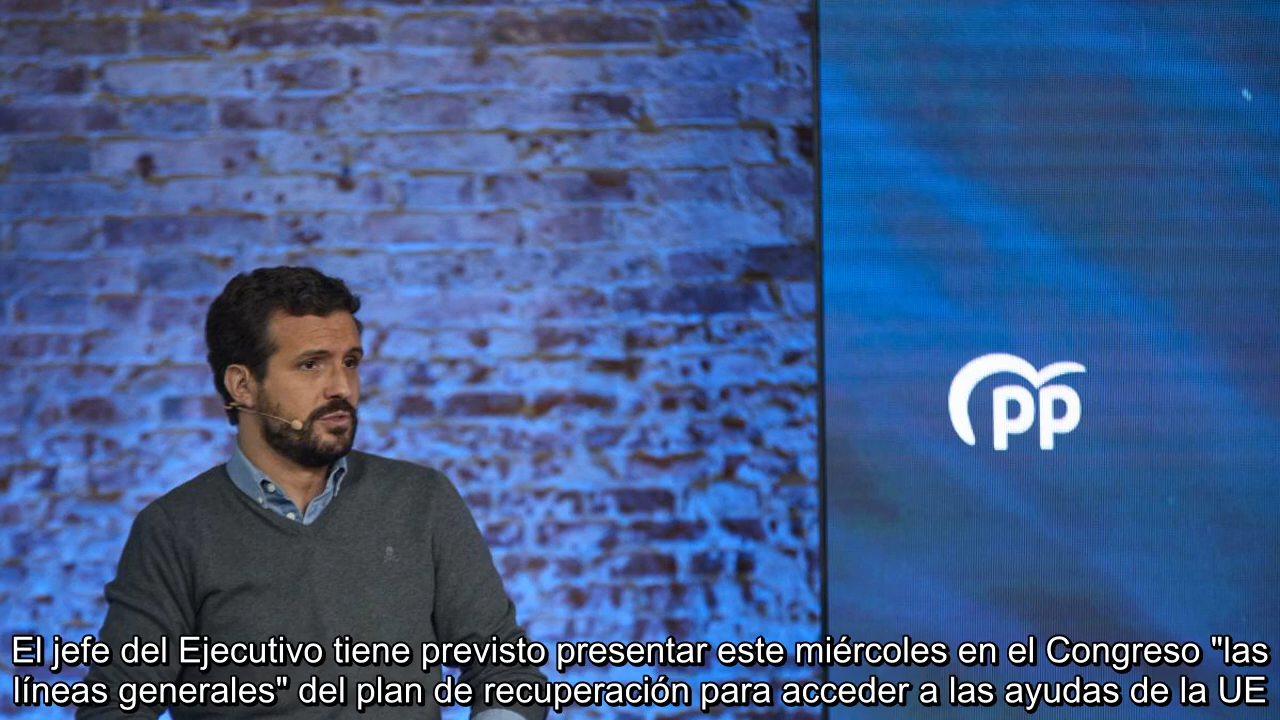 pp
El jefe del Ejecutivo tiene previsto presentar este miércoles en el Congreso "las
líneas generales" del plan de recuperación para acceder a las ayudas de la UE